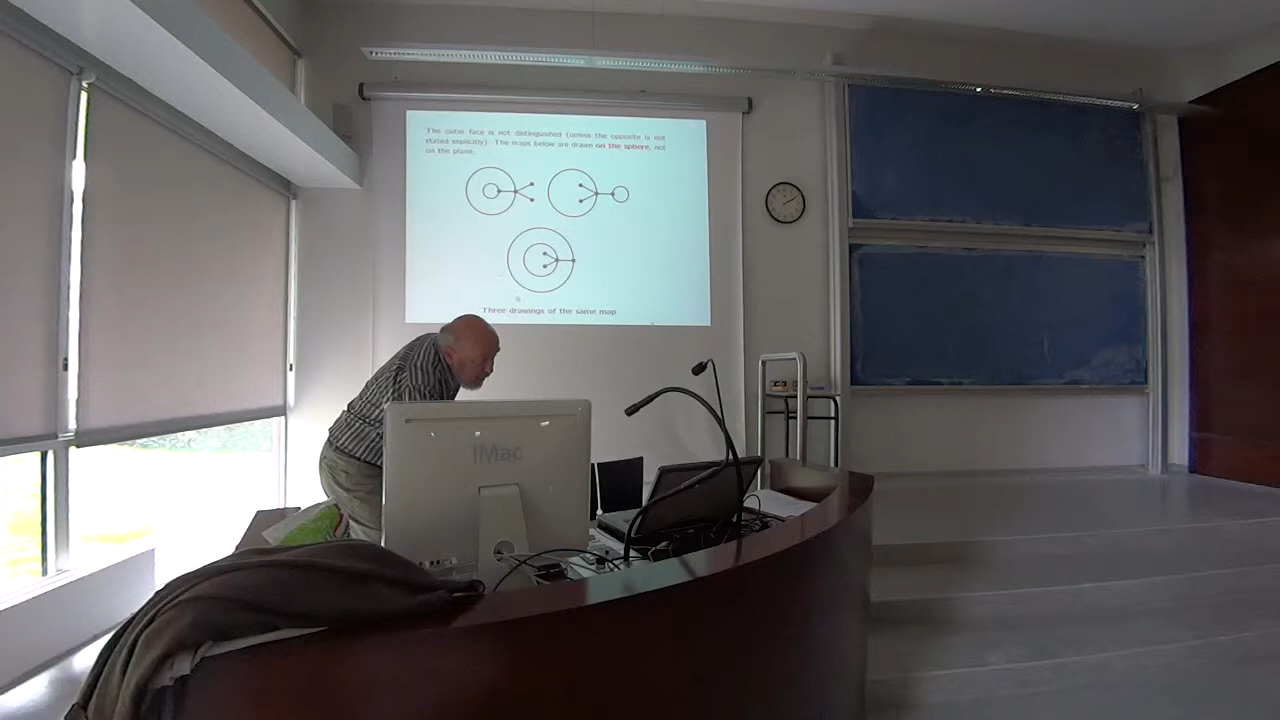 The outer face is not distinguished (unless the opposite is not
stated explicitly). The maps below are drawn on the sphere, not
on the plane.
Three drawings of the same map
iMac